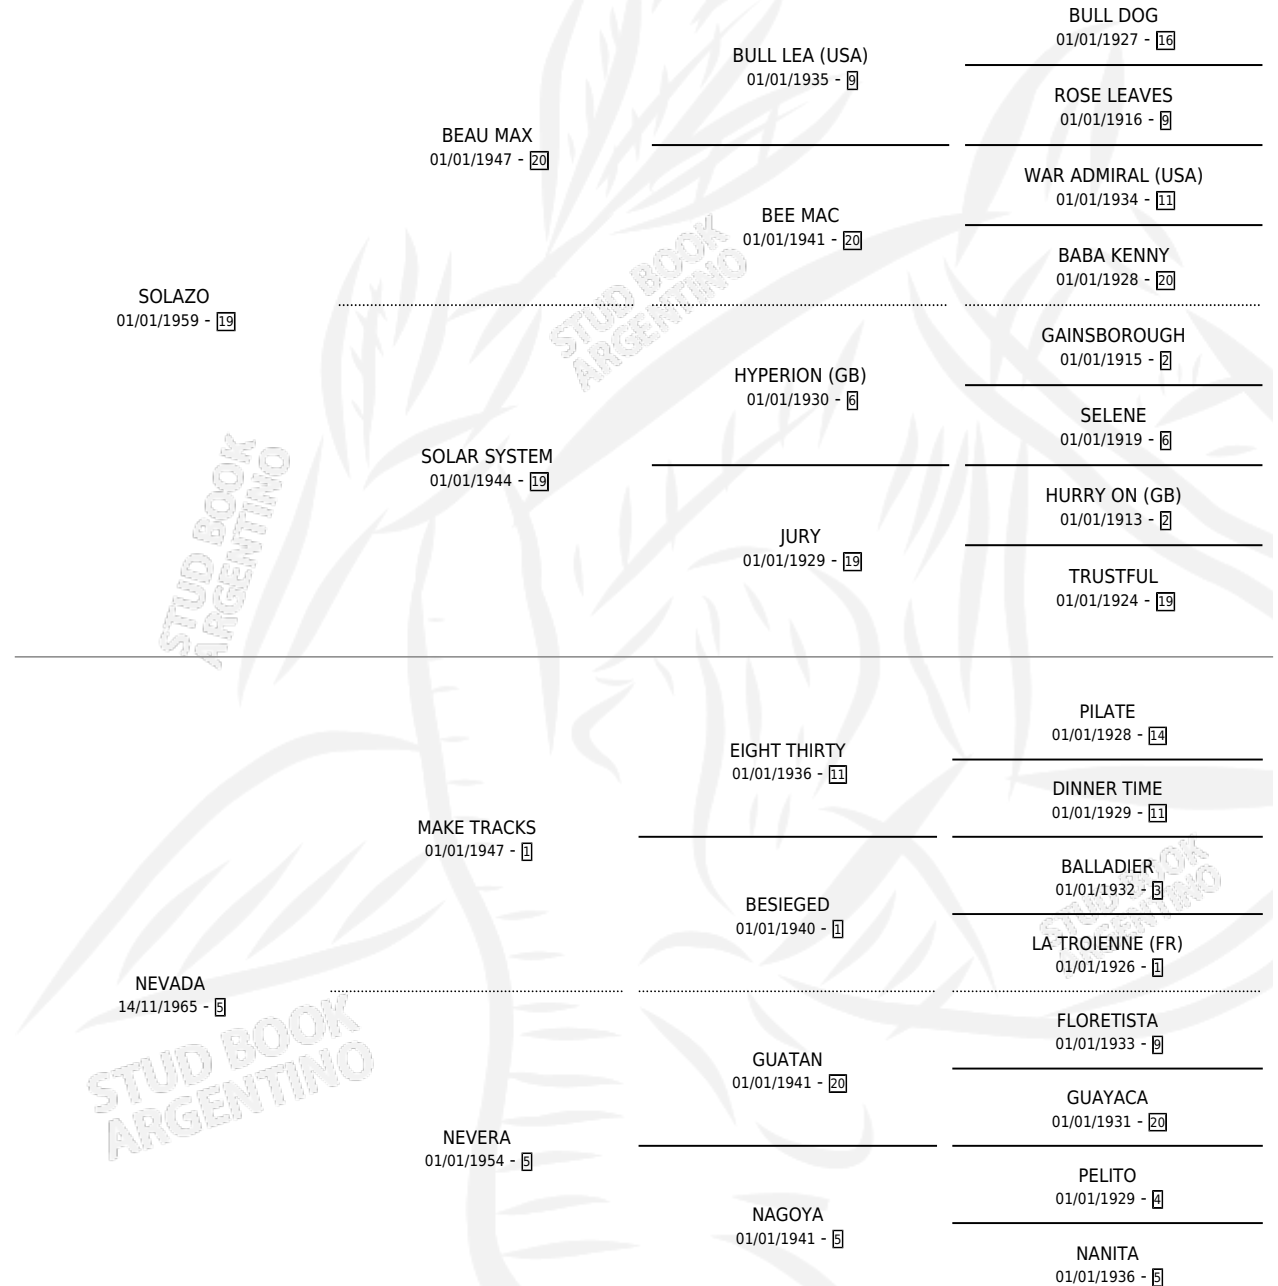 BULL DOG
01/01/1927 - 16
BULL LEA (USA)
01/01/1935 - 9
ROSE LEAVES
01/01/1916 - 9
BEAU MAX
01/01/1947 - 20
WAR ADMIRAL (USA)
01/01/1934 - 11
BEE MAC
01/01/1941 - 20
BABA KENNY
01/01/1928 - 20
SOLAZO
01/01/1959 - 19
GAINSBOROUGH
01/01/1915 - 2
HYPERION (GB)
01/01/1930 - 6
SELENE
01/01/1919 - 6
SOLAR SYSTEM
01/01/1944 - 19
HURRY ON (GB)
01/01/1913 - 2
JURY
01/01/1929 - 19
TRUSTFUL
01/01/1924 - 19
PILATE
01/01/1928 - 14
EIGHT THIRTY
01/01/1936 - 11
DINNER TIME
01/01/1929 - 11
MAKE TRACKS
01/01/1947 - 1
BALLADIER
01/01/1932 - 3
BESIEGED
01/01/1940 - 1
LA TROIENNE (FR)
01/01/1926 - 1
NEVADA
14/11/1965 - 5
FLORETISTA
01/01/1933 - 9
GUATAN
01/01/1941 - 20
GUAYACA
01/01/1931 - 20
NEVERA
01/01/1954 - 5
PELITO
01/01/1929 - 4
NAGOYA
01/01/1941 - 5
NANITA
01/01/1936 - 5
STUD BOOK
ARGENTINO
STUD BOOK
ARGENTINO
STUD BOOK
ARGENTINO
STUD BOOK
ARGENTINO